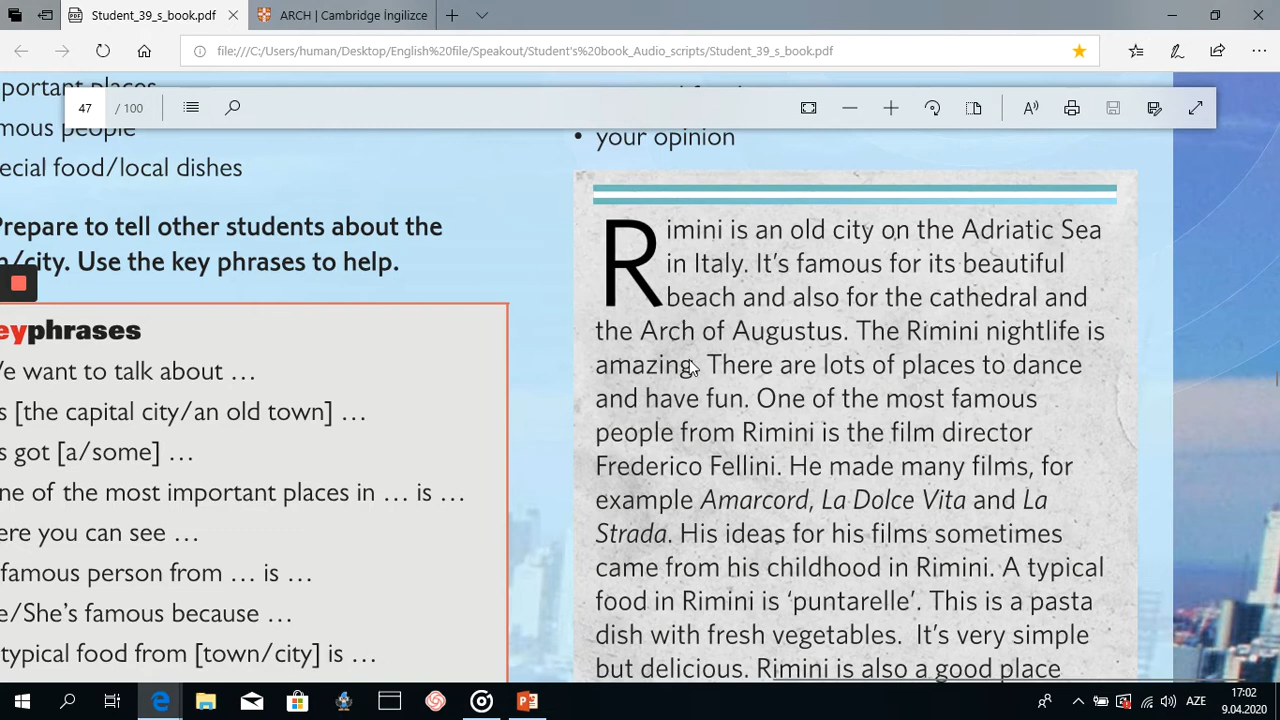 Student_39_s_book.pdf
ARCH | Cambridge İngilizce
file:///C:/Users/human/Desktop/English%20file/Speakout/Student's%20book_Audio_scripts/Student_39_s_book.pdf
47 / 100
portant places
mous people
ecial food/local dishes
Prepare to tell other students about the
n/city. Use the key phrases to help.
eyphrases
Ve want to talk about …
s [the capital city/an old town] …
s got [a/some] …
ne of the most important places in … is …
ere you can see …
famous person from … is …
e/She's famous because …
typical food from [town/city] is …
• your opinion
Rimini is an old city on the Adriatic Sea
in Italy. It's famous for its beautiful
beach and also for the cathedral and
the Arch of Augustus. The Rimini nightlife is
amazing. There are lots of places to dance
and have fun. One of the most famous
people from Rimini is the film director
Frederico Fellini. He made many films, for
example Amarcord, La Dolce Vita and La
Strada. His ideas for his films sometimes
came from his childhood in Rimini. A typical
food in Rimini is 'puntarelle'. This is a pasta
dish with fresh vegetables. It's very simple
but delicious. Rimini is also a good place
AZE
17:02
9.04.2020